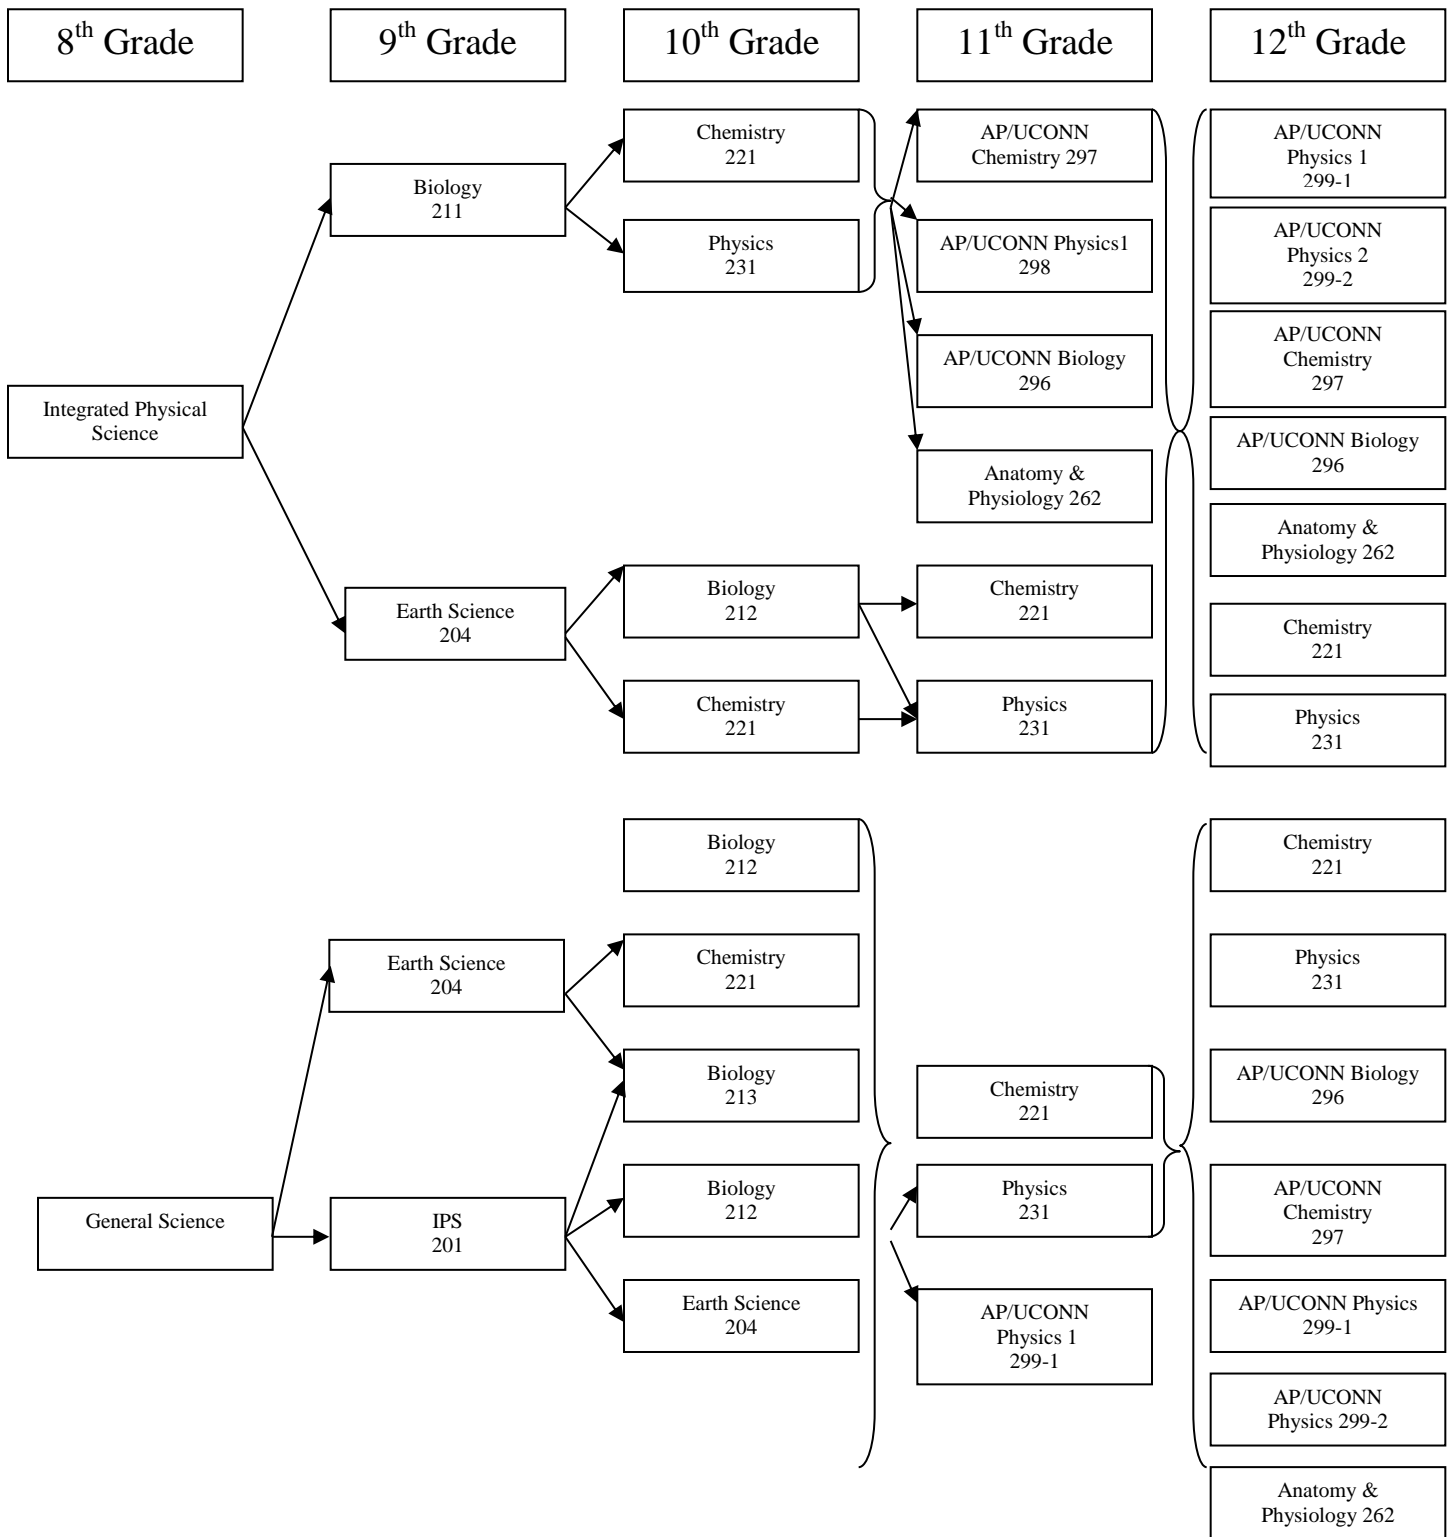 8th Grade
9th Grade
10th Grade
11th Grade
12th Grade
Chemistry
221
AP/UCONN
Chemistry 297
AP/UCONN
Physics 1
299-1
Biology
211
Physics
231
AP/UCONN Physics1
298
AP/UCONN
Physics 2
299-2
AP/UCONN Biology
296
AP/UCONN
Chemistry
297
Integrated Physical
Science
AP/UCONN Biology
296
Anatomy &
Physiology 262
Anatomy &
Physiology 262
Earth Science
204
Biology
212
Chemistry
221
Chemistry
221
Chemistry
221
Physics
231
Physics
231
Biology
212
Chemistry
221
Earth Science
204
Chemistry
221
Physics
231
Biology
213
Chemistry
221
AP/UCONN Biology
296
General Science
IPS
201
Biology
212
Physics
231
AP/UCONN
Chemistry
297
Earth Science
204
AP/UCONN
Physics 1
299-1
AP/UCONN Physics
299-1
AP/UCONN
Physics 299-2
Anatomy &
Physiology 262